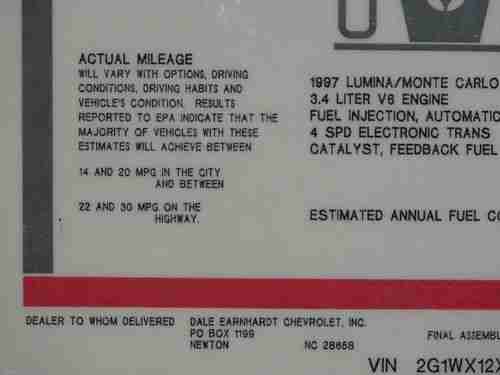 ACTUAL MILEAGE
WILL VARY WITH OPTIONS, DRIVING
CONDITIONS, DRIVING HABITS AND
VEHICLE'S CONDITION. RESULTS
REPORTED TO EPA INDICATE THAT THE
MAJORITY OF VEHICLES WITH THESE
ESTIMATES WILL ACHIEVE BETWEEN
14 AND 20 MPG IN THE CITY
AND BETWEEN
22 AND 30 MPG ON THE
HIGHWAY.
1997 LUMINA/MONTE CARLO
3.4 LITER V6 ENGINE
FUEL INJECTION, AUTOMATIC
4 SPD ELECTRONIC TRANS
CATALYST, FEEDBACK FUEL
ESTIMATED ANNUAL FUEL CO
DEALER TO WHOM DELIVERED DALE EARNHARDT CHEVROLET, INC.
PO BOX 1199
NEWTON NC 28658
FINAL ASSEMBL
VIN 2G1WX12X